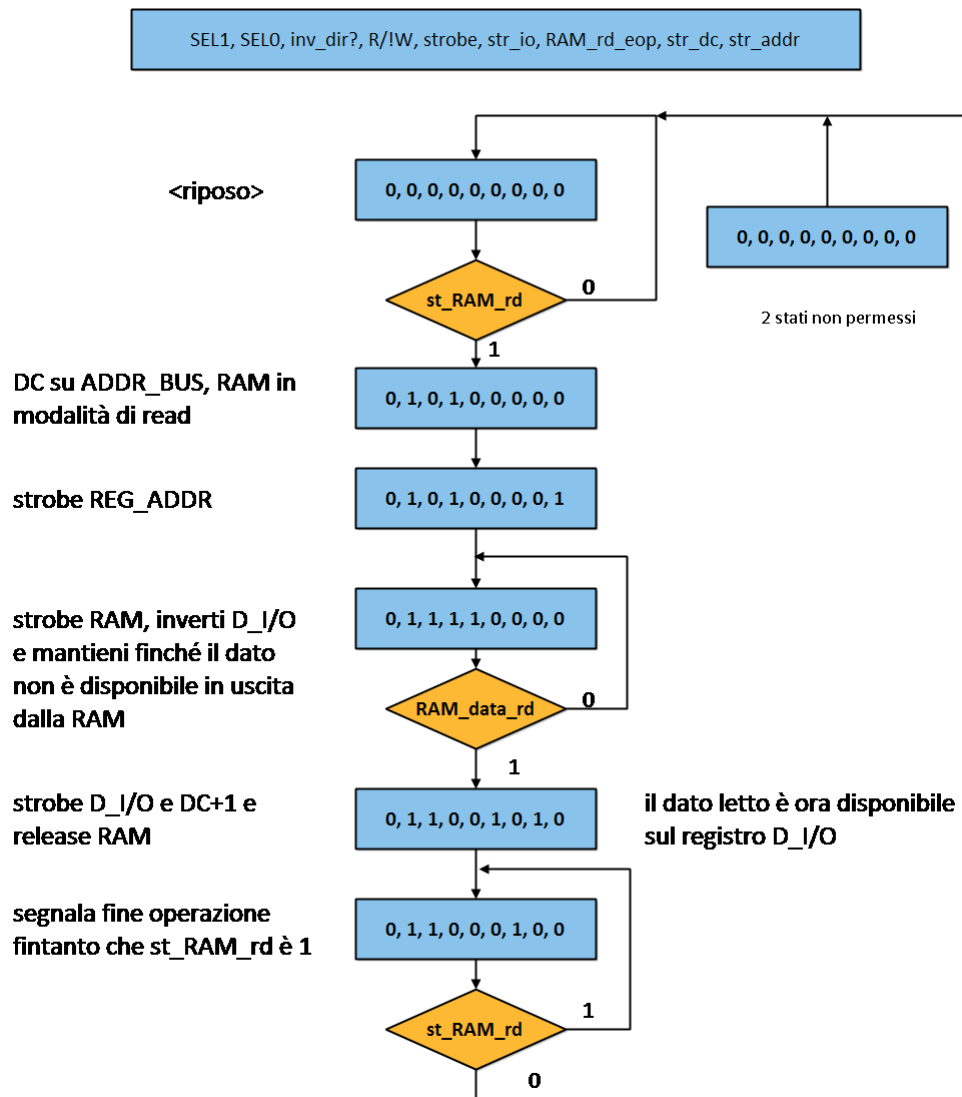 SEL1, SEL0, inv_dir?, R/!W, strobe, str_io, RAM_rd_eop, str_dc, str_addr
<riposo>
0, 0, 0, 0, 0, 0, 0, 0, 0
0, 0, 0, 0, 0, 0, 0, 0, 0
st_RAM_rd
0
2 stati non permessi
1
DC su ADDR_BUS, RAM in
modalità di read
0, 1, 0, 1, 0, 0, 0, 0, 0
strobe REG_ADDR
0, 1, 0, 1, 0, 0, 0, 0, 1
strobe RAM, inverti D_I/O
e mantieni finché il dato
non è disponibile in uscita
dalla RAM
0, 1, 1, 1, 1, 0, 0, 0, 0
RAM_data_rd
0
1
strobe D_I/O e DC+1 e
release RAM
0, 1, 1, 0, 0, 1, 0, 1, 0
il dato letto è ora disponibile
sul registro D_I/O
segnala fine operazione
fintanto che st_RAM_rd è 1
0, 1, 1, 0, 0, 0, 1, 0, 0
st_RAM_rd
1
0